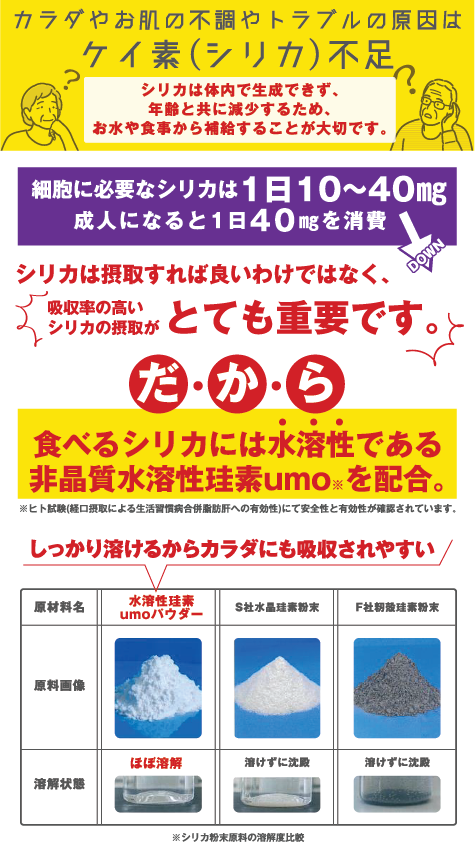 カラダやお肌の不調やトラブルの原因は
ケイ素(シリカ)不足
?
?
シリカは体内で生成できず、
年齢と共に減少するため、
お水や食事から補給することが大切です。
細胞に必要なシリカは1日10〜40㎎
成人になると1日40㎎を消費
DOWN
シリカは摂取すれば良いわけではなく、
吸収率の高い
シリカの摂取が とても重要です。
だ・か・ら
食べるシリカには水溶性である
非晶質水溶性珪素umo※を配合。
※ヒト試験(経口摂取による生活習慣病合併脂肪肝への有効性)にて安全性と有効性が確認されています。
しっかり溶けるからカラダにも吸収されやすい
原材料名
水溶性珪素
umoパウダー
S社水晶珪素粉末
F社籾殻珪素粉末
原料画像
溶解状態
ほぼ溶解
溶けずに沈殿
溶けずに沈殿
※シリカ粉末原料の溶解度比較